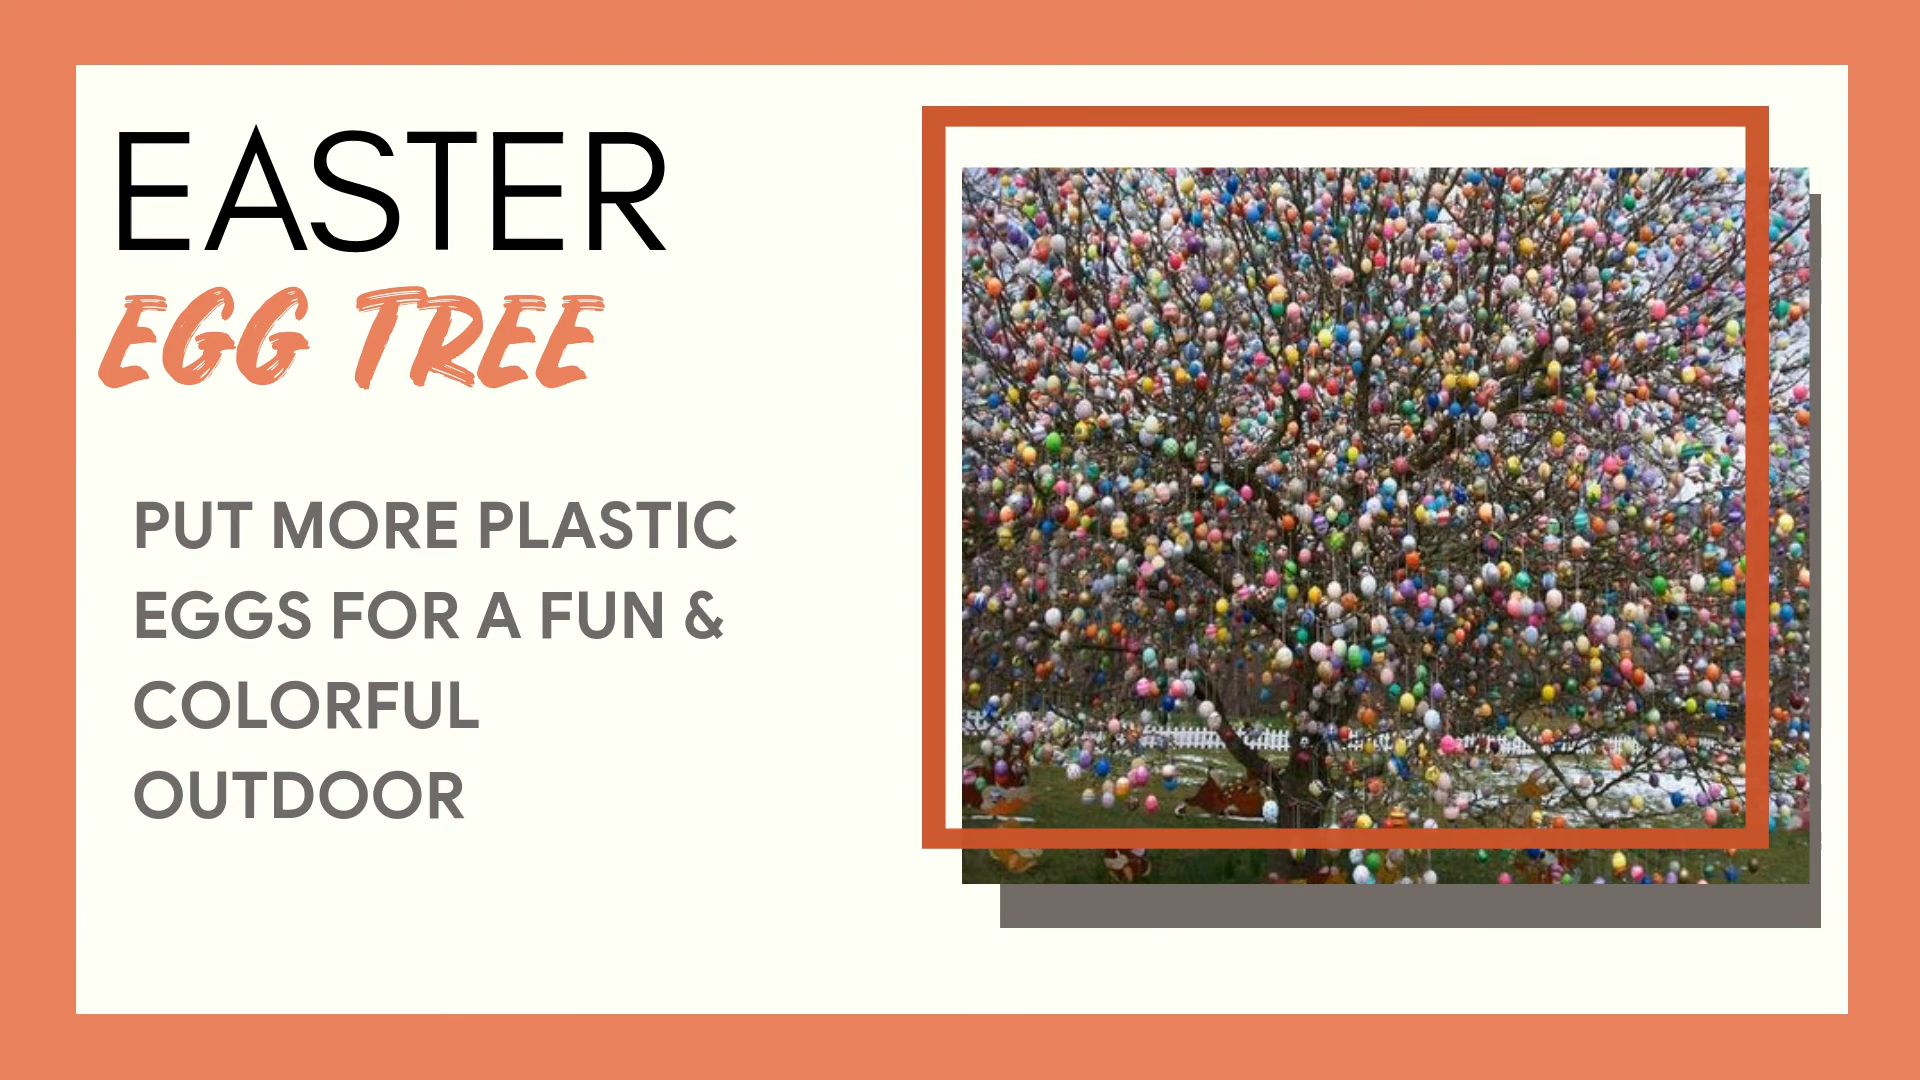 EASTER
EGG TREE
PUT MORE PLASTIC
EGGS FOR A FUN &
COLORFUL
OUTDOOR